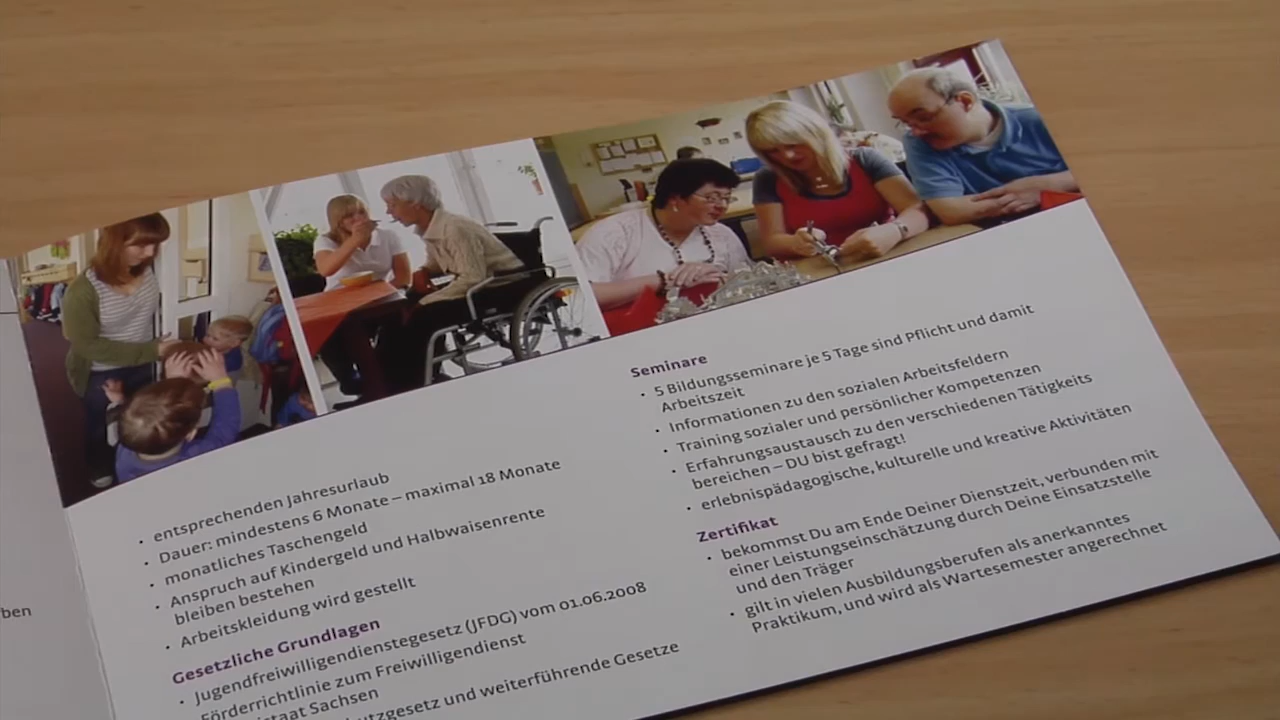 ben
• entsprechenden Jahresurlaub
• Dauer: mindestens 6 Monate – maximal 18 Monate
• monatliches Taschengeld
• Anspruch auf Kindergeld und Halbwaisenrente
bleiben bestehen
• Arbeitskleidung wird gestellt
Gesetzliche Grundlagen
• Jugendfreiwilligendienstegesetz (JFDG) vom 01.06.2008
Förderrichtlinie zum Freiwilligendienst
Sachsen
und weiterführende Gesetze
Seminare
• 5 Bildungsseminare je 5 Tage sind Pflicht und damit
Arbeitszeit
• Informationen zu den sozialen Arbeitsfeldern
• Training sozialer und persönlicher Kompetenzen
• Erfahrungsaustausch zu den verschiedenen Tätigkeits
bereichen – DU bist gefragt!
• erlebnispädagogische, kulturelle und kreative Aktivitäten
Zertifikat
• bekommst Du am Ende Deiner Dienstzeit, verbunden mit
einer Leistungseinschätzung durch Deine Einsatzstelle
und den Träger
• gilt in vielen Ausbildungsberufen als anerkanntes
Praktikum, und wird als Wartesemester angerechnet